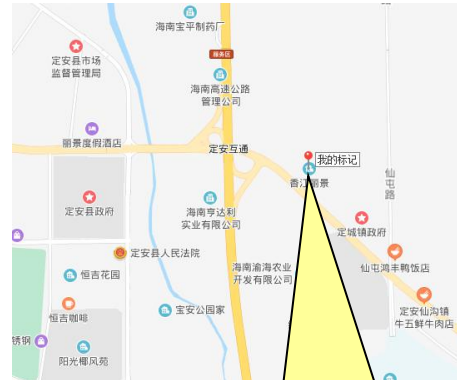 海南宝平制药厂
定安县市场
监督管理局
服务区
海南高速公路
管理公司
丽景度假酒店
定安互通
我的标记
香江丽景
仙屯路
定安县政府
海南亨达利
实业有限公司
定城镇政府
定安县人民法院
仙屯鸿丰鸭饭店
恒吉花园
海南渝海农业
开发有限公司
恒吉咖啡
宝安公园家
定安仙沟镇
牛五鲜牛肉店
锈钢
阳光椰风苑